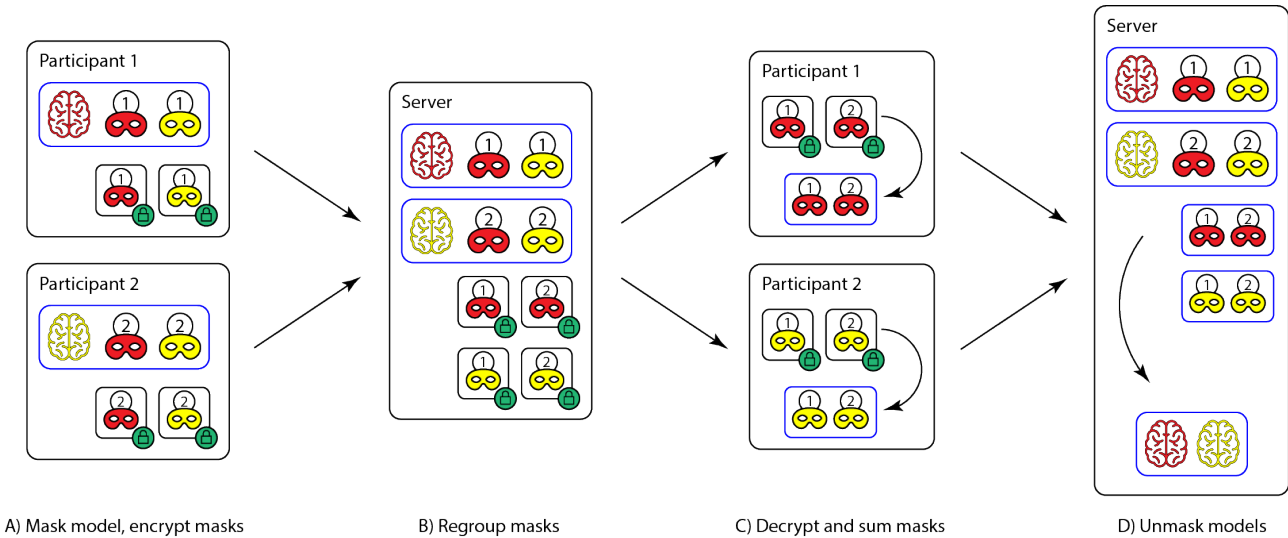 Participant 1
1 1
1 1
Participant 2
2 2
2 2
A) Mask model, encrypt masks
Server
1 1
2 2
1 2
1 2
B) Regroup masks
Participant 1
1 2
1 2
Participant 2
1 2
1 2
C) Decrypt and sum masks
Server
1 1
2 2
1 2
1 2
D) Unmask models